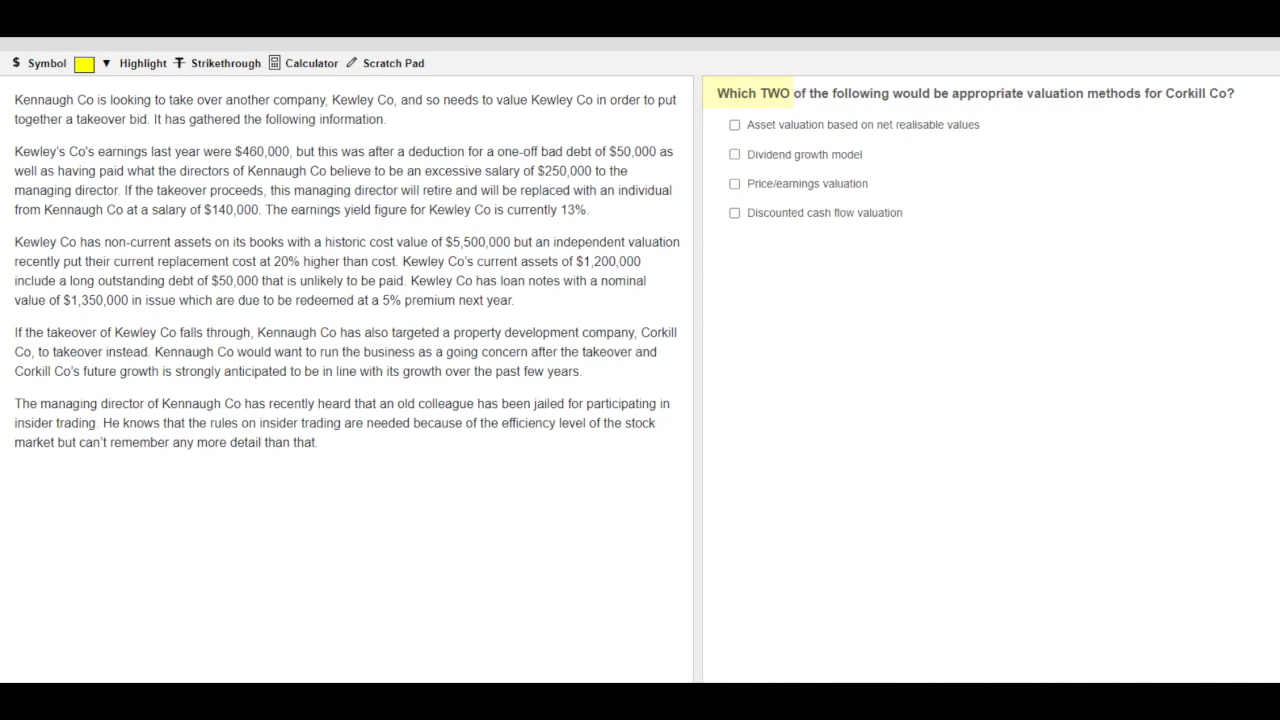 $ Symbol ▼ Highlight T Strikethrough Calculator Scratch Pad
Kennaugh Co is looking to take over another company, Kewley Co, and so needs to value Kewley Co in order to put
together a takeover bid. It has gathered the following information.
Kewley's Co's earnings last year were $460,000, but this was after a deduction for a one-off bad debt of $50,000 as
well as having paid what the directors of Kennaugh Co believe to be an excessive salary of $250,000 to the
managing director. If the takeover proceeds, this managing director will retire and will be replaced with an individual
from Kennaugh Co at a salary of $140,000. The earnings yield figure for Kewley Co is currently 13%.
Kewley Co has non-current assets on its books with a historic cost value of $5,500,000 but an independent valuation
recently put their current replacement cost at 20% higher than cost. Kewley Co's current assets of $1,200,000
include a long outstanding debt of $50,000 that is unlikely to be paid. Kewley Co has loan notes with a nominal
value of $1,350,000 in issue which are due to be redeemed at a 5% premium next year.
If the takeover of Kewley Co falls through, Kennaugh Co has also targeted a property development company, Corkill
Co, to takeover instead. Kennaugh Co would want to run the business as a going concern after the takeover and
Corkill Co's future growth is strongly anticipated to be in line with its growth over the past few years.
The managing director of Kennaugh Co has recently heard that an old colleague has been jailed for participating in
insider trading. He knows that the rules on insider trading are needed because of the efficiency level of the stock
market but can't remember any more detail than that.
Which TWO of the following would be appropriate valuation methods for Corkill Co?
Asset valuation based on net realisable values
Dividend growth model
Price/earnings valuation
Discounted cash flow valuation